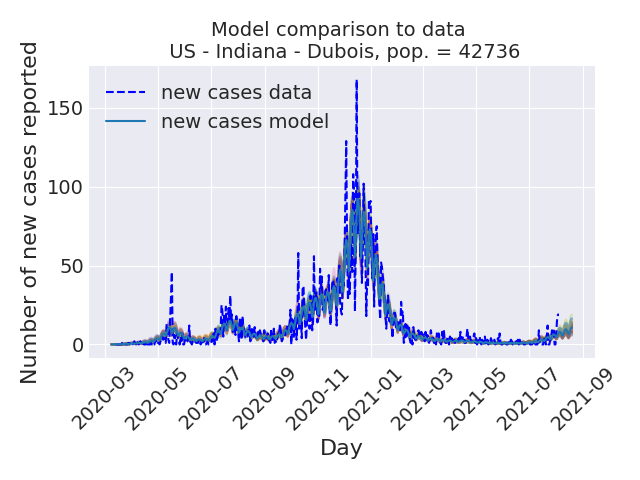 Model comparison to data
US - Indiana - Dubois, pop. = 42736
Number of new cases reported
150
100
50
0
new cases data
new cases model
2020-03
2020-05
2020-07
2020-09
2020-11
2021-01
2021-03
2021-05
2021-07
2021-09
Day